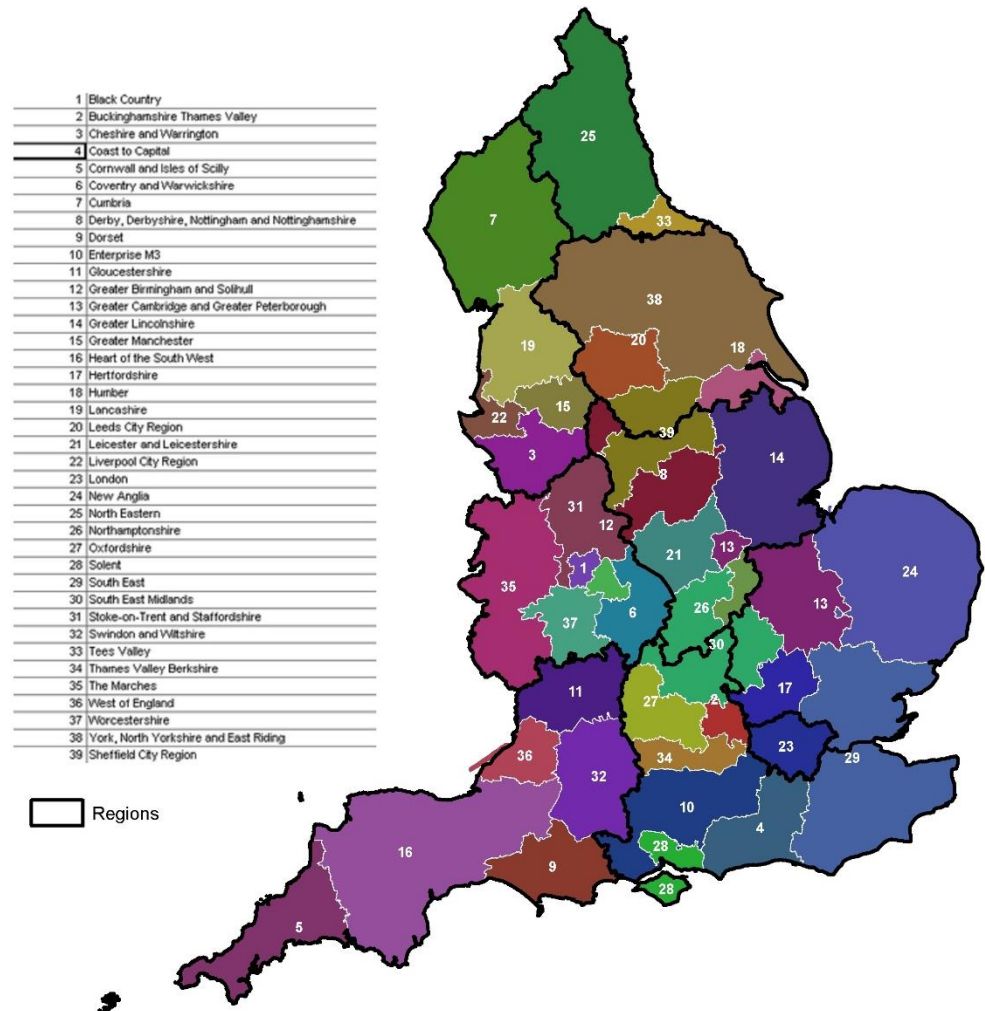 1 Black Country
2 Buckinghamshire Thames Valley
3 Cheshire and Warrington
4 Coast to Capital
5 Cornwall and Isles of Scilly
6 Coventry and Warwickshire
7 Cumbria
8 Derby, Derbyshire, Nottingham and Nottinghamshire
9 Dorset
10 Enterprise M3
11 Gloucestershire
12 Greater Birmingham and Solihull
13 Greater Cambridge and Greater Peterborough
14 Greater Lincolnshire
15 Greater Manchester
16 Heart of the South West
17 Hertfordshire
18 Humber
19 Lancashire
20 Leeds City Region
21 Leicester and Leicestershire
22 Liverpool City Region
23 London
24 New Anglia
25 North Eastern
26 Northamptonshire
27 Oxfordshire
28 Solent
29 South East
30 South East Midlands
31 Stoke-on-Trent and Staffordshire
32 Swindon and Wiltshire
33 Tees Valley
34 Thames Valley Berkshire
35 The Marches
36 West of England
37 Worcestershire
38 York, North Yorkshire and East Riding
39 Sheffield City Region
Regions
25
7
33
38
20
18
19
15
22
39
3
8
14
31
12
21
13
1
24
35
13
26
6
37
30
17
11
27
2
23
36
34
29
32
10
4
28
16
9
28
5